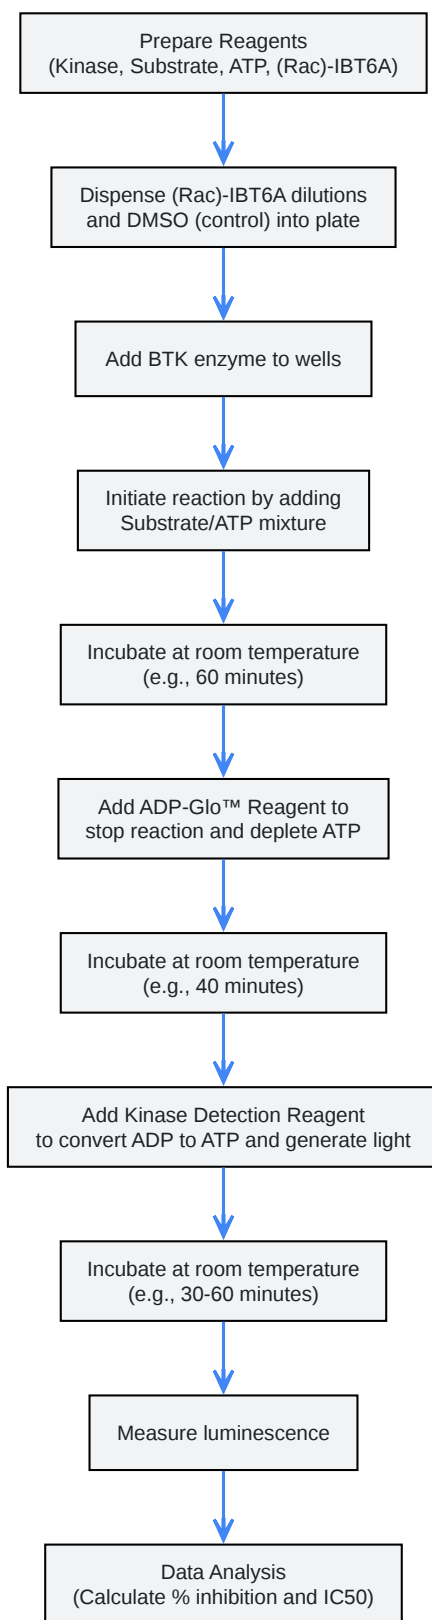 Prepare Reagents
(Kinase, Substrate, ATP, (Rac)-IBT6A)
Dispense (Rac)-IBT6A dilutions
and DMSO (control) into plate
Add BTK enzyme to wells
Initiate reaction by adding
Substrate/ATP mixture
Incubate at room temperature
(e.g., 60 minutes)
Add ADP-Glo™ Reagent to
stop reaction and deplete ATP
Incubate at room temperature
(e.g., 40 minutes)
Add Kinase Detection Reagent
to convert ADP to ATP and generate light
Incubate at room temperature
(e.g., 30-60 minutes)
Measure luminescence
Data Analysis
(Calculate % inhibition and IC50)